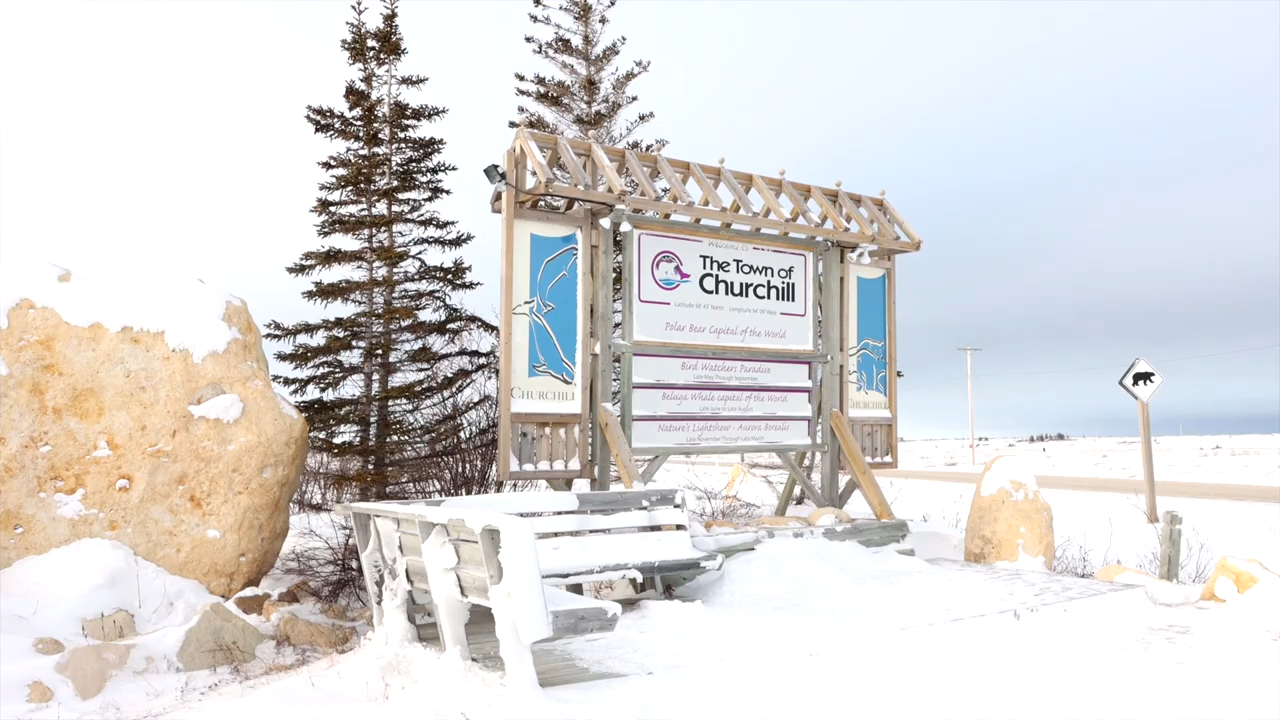 Welcome to
The Town of
Churchill
Latitude 58° 45' North Longitude 94° 09' West
Polar Bear Capital of the World
Bird Watchers Paradise
Late May Through September
Beluga Whale capital of the World
Late June to Late August
Nature's Lightshow - Aurora Borealis
Late November Through Late March
CHURCHILL
CHURCHILL